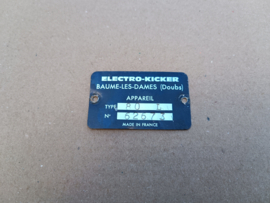 ELECTRO-KICKER
BAUME-LES-DAMES (Doubs)
APPAREIL
TYPE
N°
MADE IN FRANCE